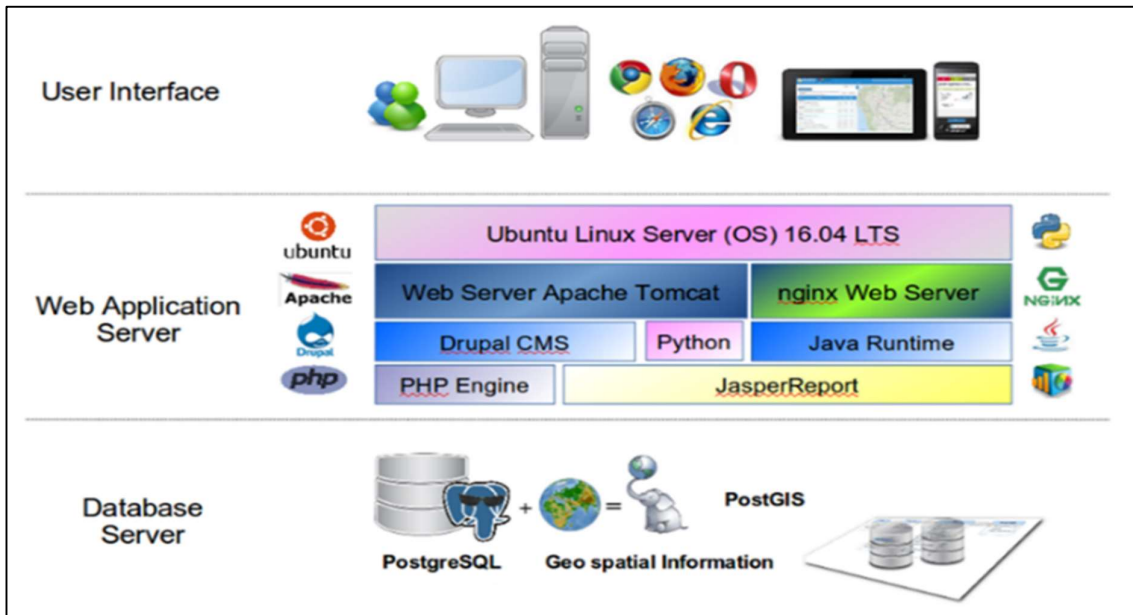 User Interface
Ubuntu Linux Server (OS) 16.04 LTS
ubuntu
Web Application
Server
Apache
Web Server Apache Tomcat
nginx Web Server
NGiNX
Drupal
Drupal CMS
Python
Java Runtime
php
PHP Engine
JasperReport
Database
Server
+
=
PostGIS
PostgreSQL
Geo spatial Information